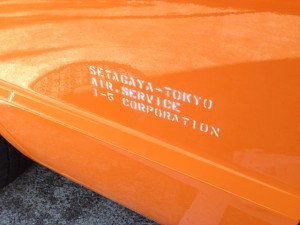 SETAGAYA-TOKYO
AIR.SERVICE
I-G CORPORATION